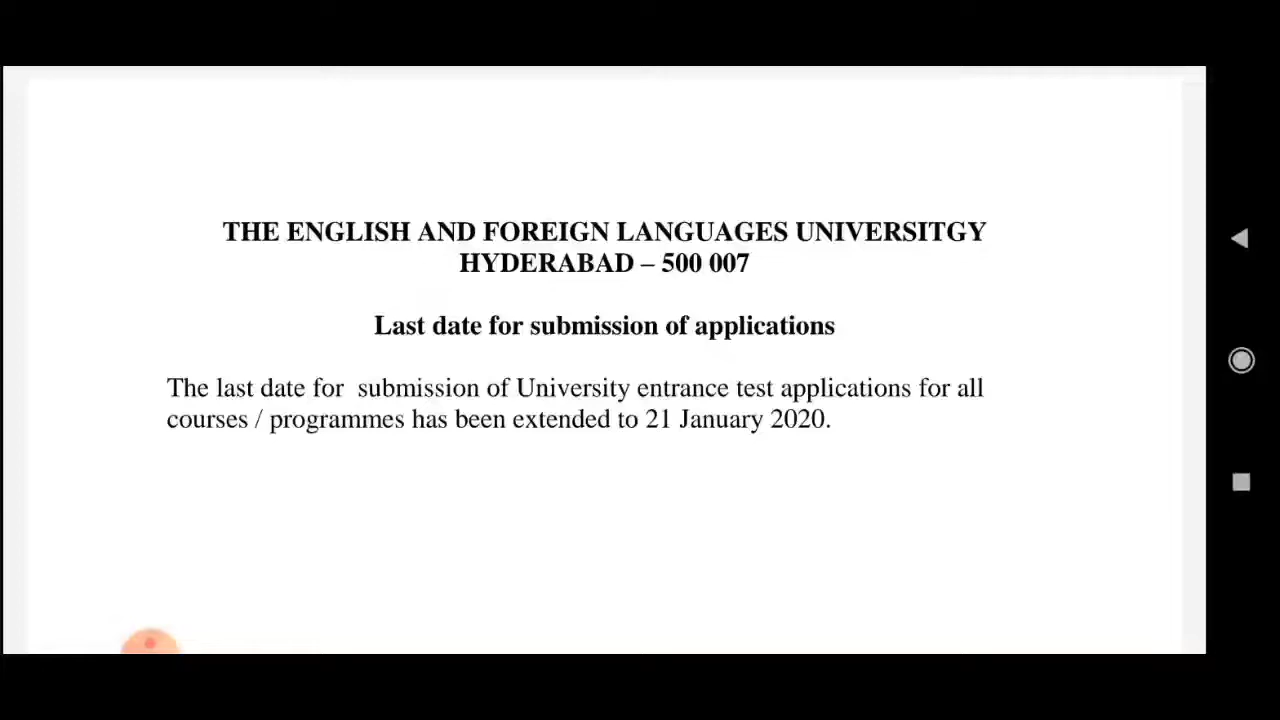 THE ENGLISH AND FOREIGN LANGUAGES UNIVERSITGY
HYDERABAD – 500 007
Last date for submission of applications
The last date for  submission of University entrance test applications for all
courses / programmes has been extended to 21 January 2020.